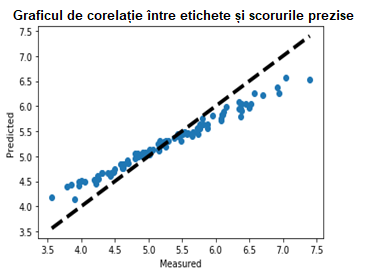 Graficul de corelație între etichete și scorurile prezise
7.5
7.0
6.5
6.0
5.5
5.0
4.5
4.0
3.5
Predicted
3.5 4.0 4.5 5.0 5.5 6.0 6.5 7.0 7.5
Measured